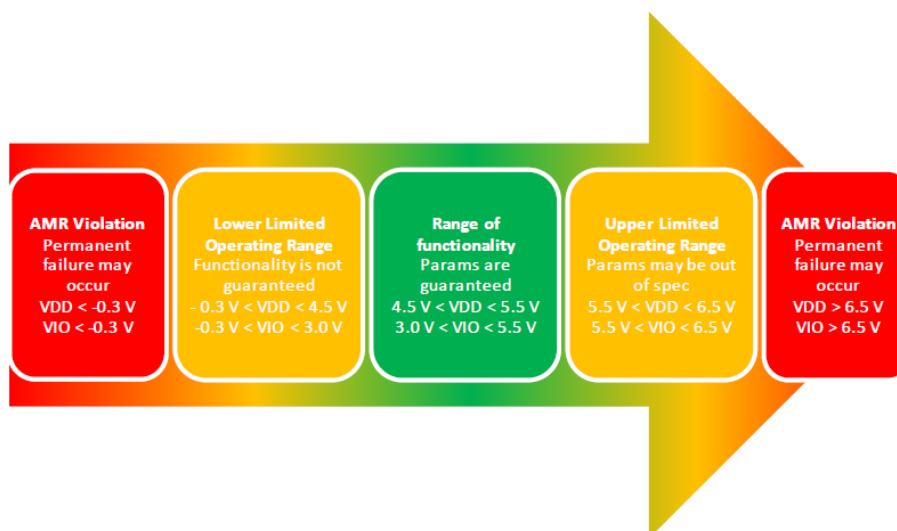 AMR Violation
Permanent
failure may
occur
VDD < -0.3 V
VIO < -0.3 V
Lower Limited
Operating Range
Functionality is not
guaranteed
- 0.3 V < VDD < 4.5 V
-0.3 V < VIO < 3.0 V
Range of
functionality
Params are
guaranteed
4.5 V < VDD < 5.5 V
3.0 V < VIO < 5.5 V
Upper Limited
Operating Range
Params may be out
of spec
5.5 V < VDD < 6.5 V
5.5 V < VIO < 6.5 V
AMR Violation
Permanent
failure may
occur
VDD > 6.5 V
VIO > 6.5 V